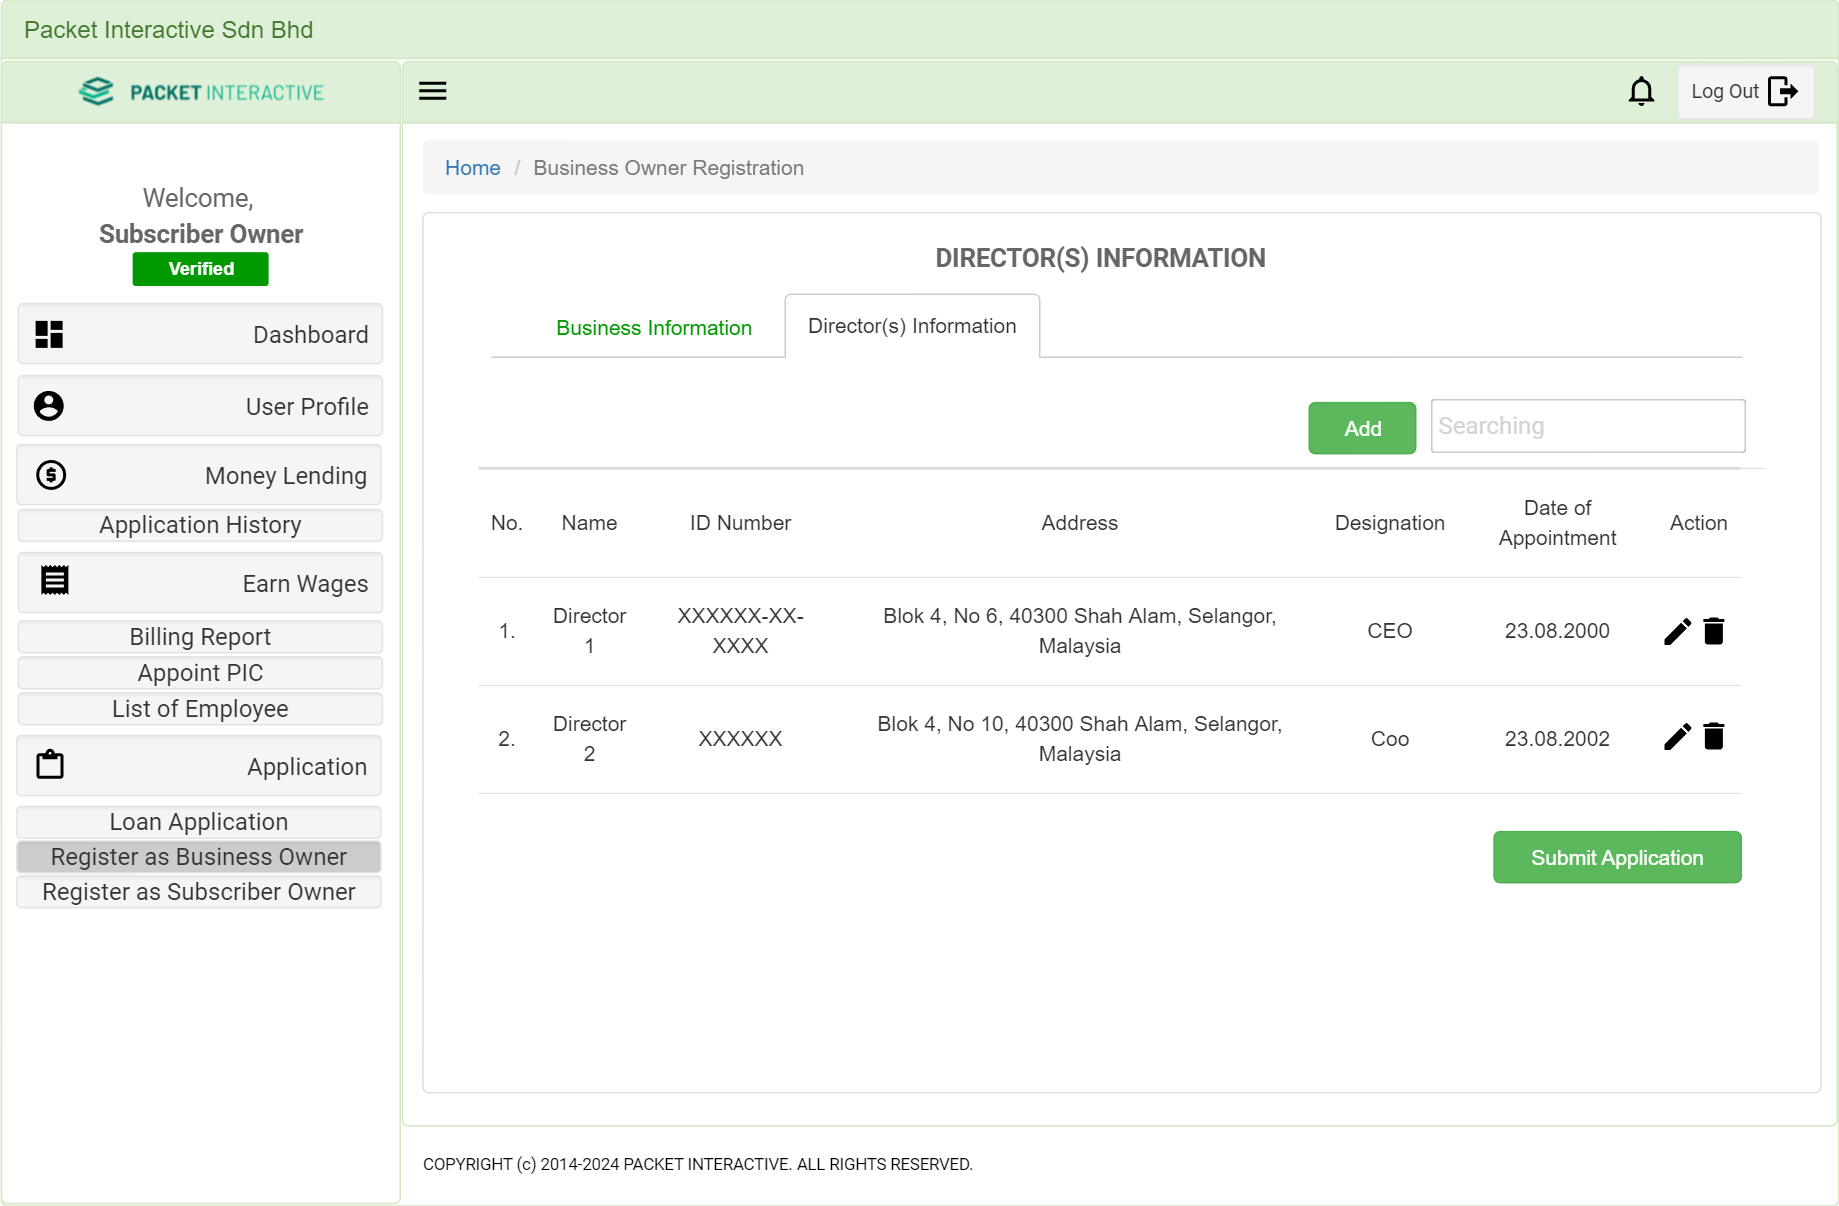 Packet Interactive Sdn Bhd
PACKET INTERACTIVE
Log Out
Welcome,
Subscriber Owner
Verified
Dashboard
User Profile
Money Lending
Application History
Earn Wages
Billing Report
Appoint PIC
List of Employee
Application
Loan Application
Register as Business Owner
Register as Subscriber Owner
Home / Business Owner Registration
DIRECTOR(S) INFORMATION
Business Information
Director(s) Information
Add
Searching
No. Name ID Number Address Designation Date of
Appointment Action
1. Director
1 XXXXXX-XX-
XXXX Blok 4, No 6, 40300 Shah Alam, Selangor,
Malaysia CEO 23.08.2000
2. Director
2 XXXXXX Blok 4, No 10, 40300 Shah Alam, Selangor,
Malaysia Coo 23.08.2002
Submit Application
COPYRIGHT (c) 2014-2024 PACKET INTERACTIVE. ALL RIGHTS RESERVED.